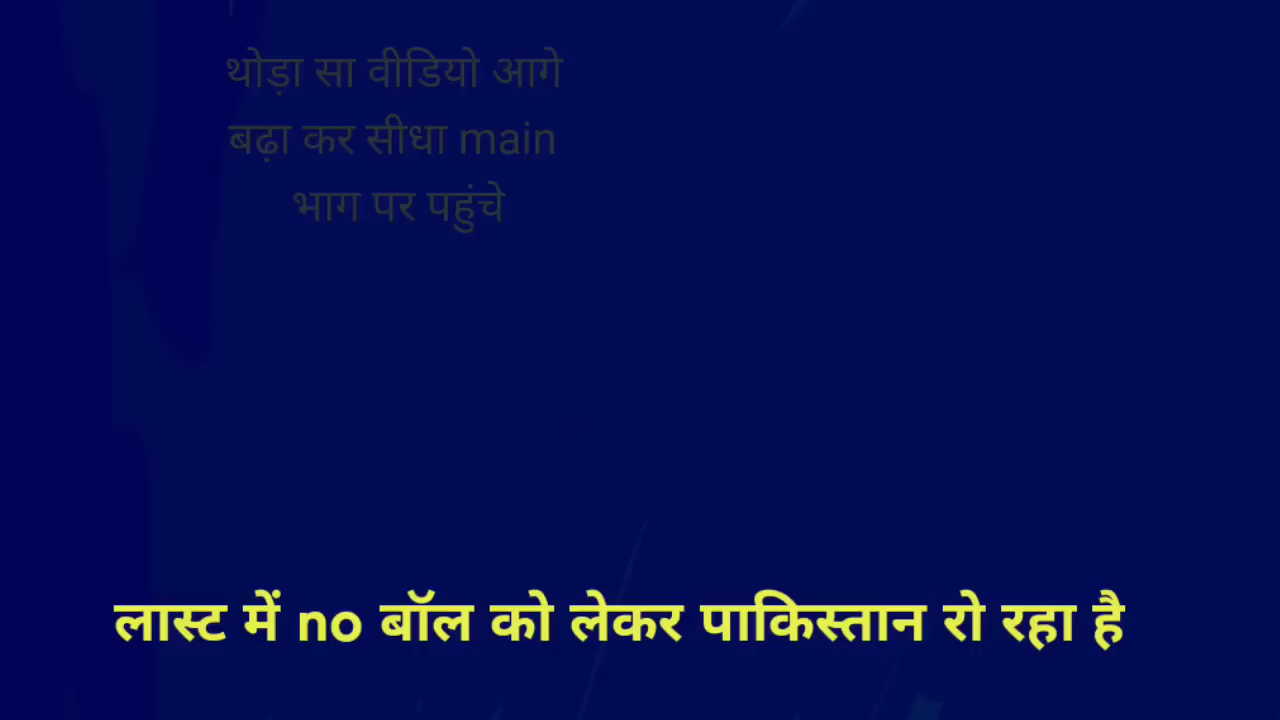 थोड़ा सा वीडियो आगे
बढ़ा कर सीधा main
भाग पर पहुंचे
लास्ट में no बॉल को लेकर पाकिस्तान रो रहा है